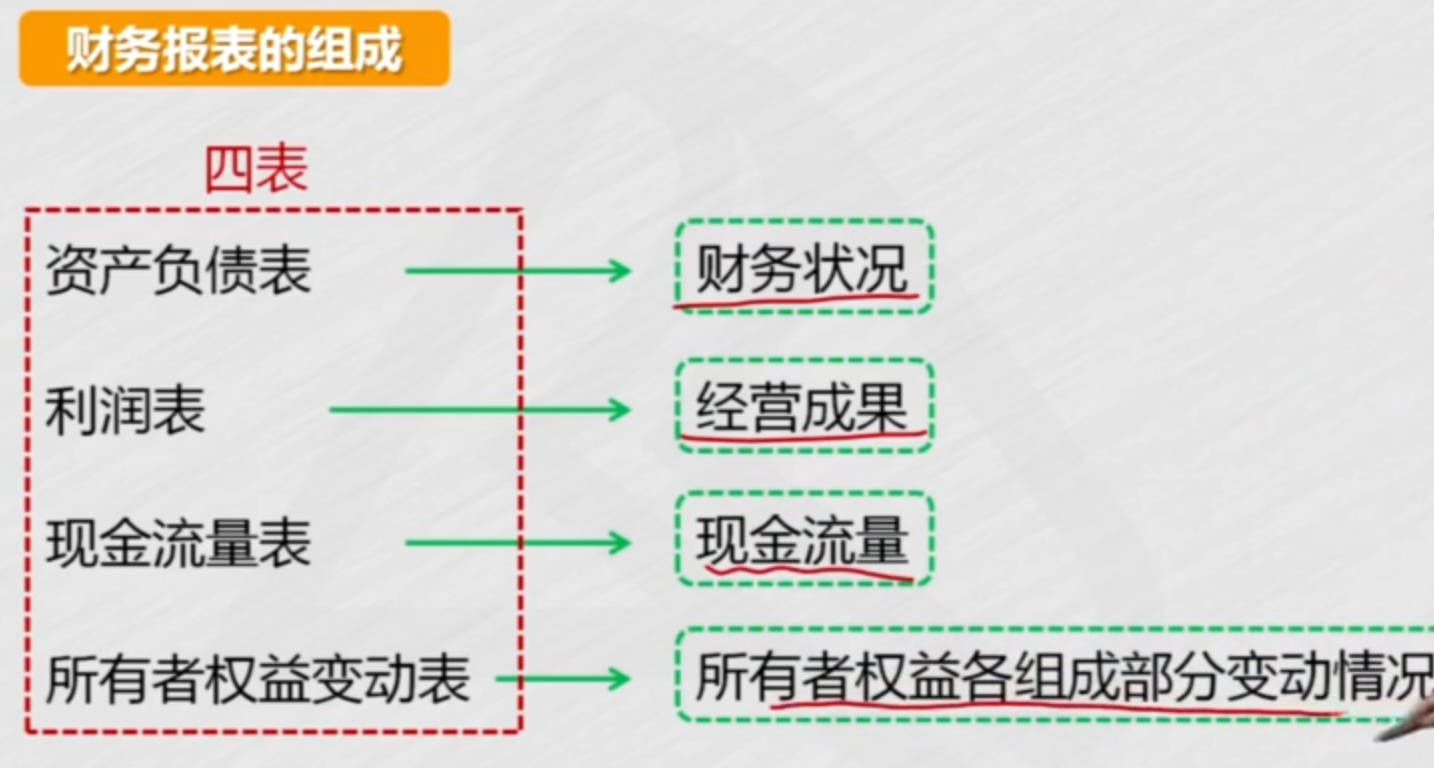 财务报表的组成
四表
资产负债表 财务状况
利润表 经营成果
现金流量表 现金流量
所有者权益变动表 所有者权益各组成部分变动情况